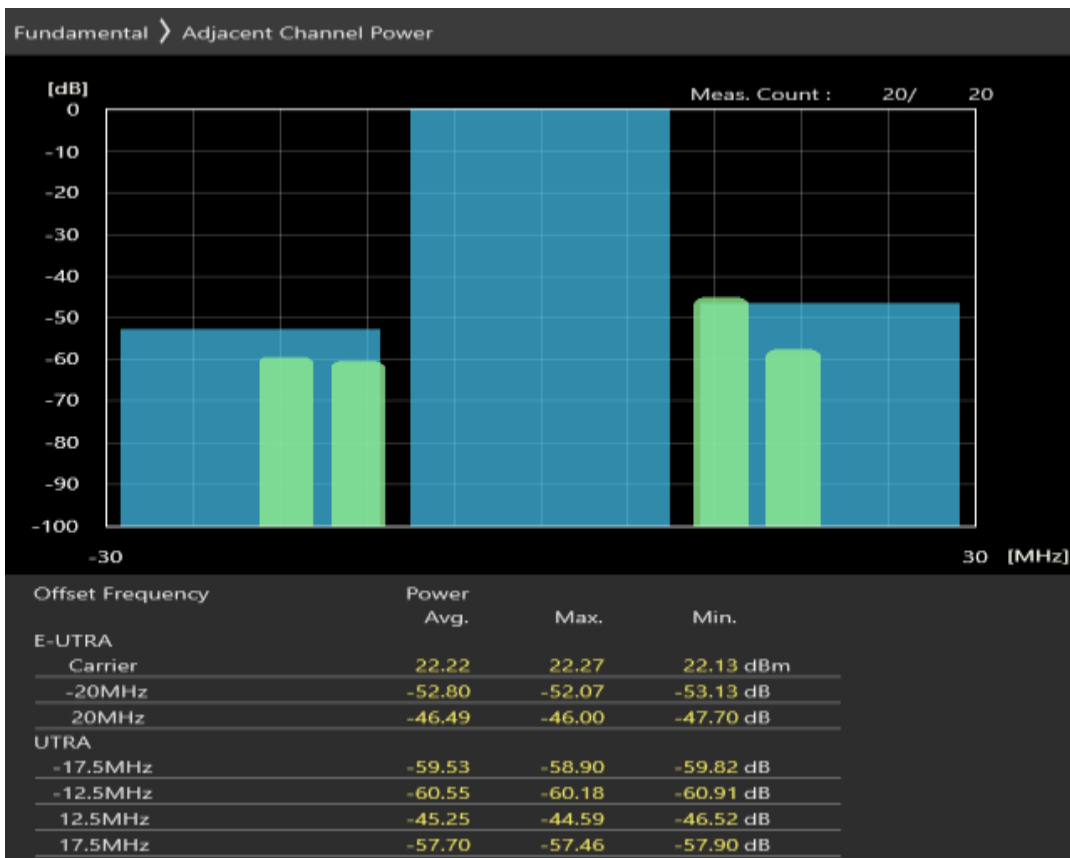 Fundamental ❯ Adjacent Channel Power
[dB]
Meas. Count : 20/ 20
0
-10
-20
-30
-40
-50
-60
-70
-80
-90
-100
-30 30 [MHz]
Offset Frequency Power
Avg. Max. Min.
E-UTRA
Carrier 22.22 22.27 22.13 dBm
-20MHz -52.80 -52.07 -53.13 dB
20MHz -46.49 -46.00 -47.70 dB
UTRA
-17.5MHz -59.53 -58.90 -59.82 dB
-12.5MHz -60.55 -60.18 -60.91 dB
12.5MHz -45.25 -44.59 -46.52 dB
17.5MHz -57.70 -57.46 -57.90 dB